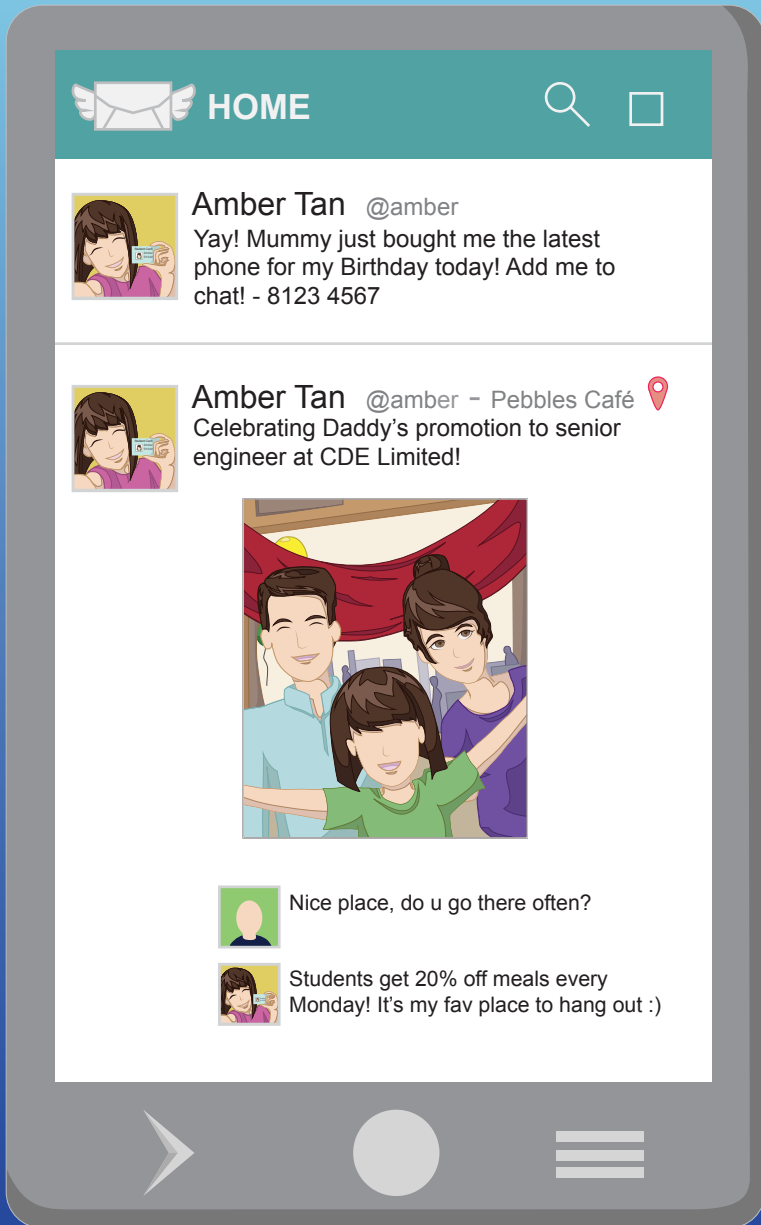 HOME
Amber Tan @amber
Yay! Mummy just bought me the latest
phone for my Birthday today! Add me to
chat! - 8123 4567
Amber Tan @amber - Pebbles Café
Celebrating Daddy’s promotion to senior
engineer at CDE Limited!
Nice place, do u go there often?
Students get 20% off meals every
Monday! It’s my fav place to hang out :)